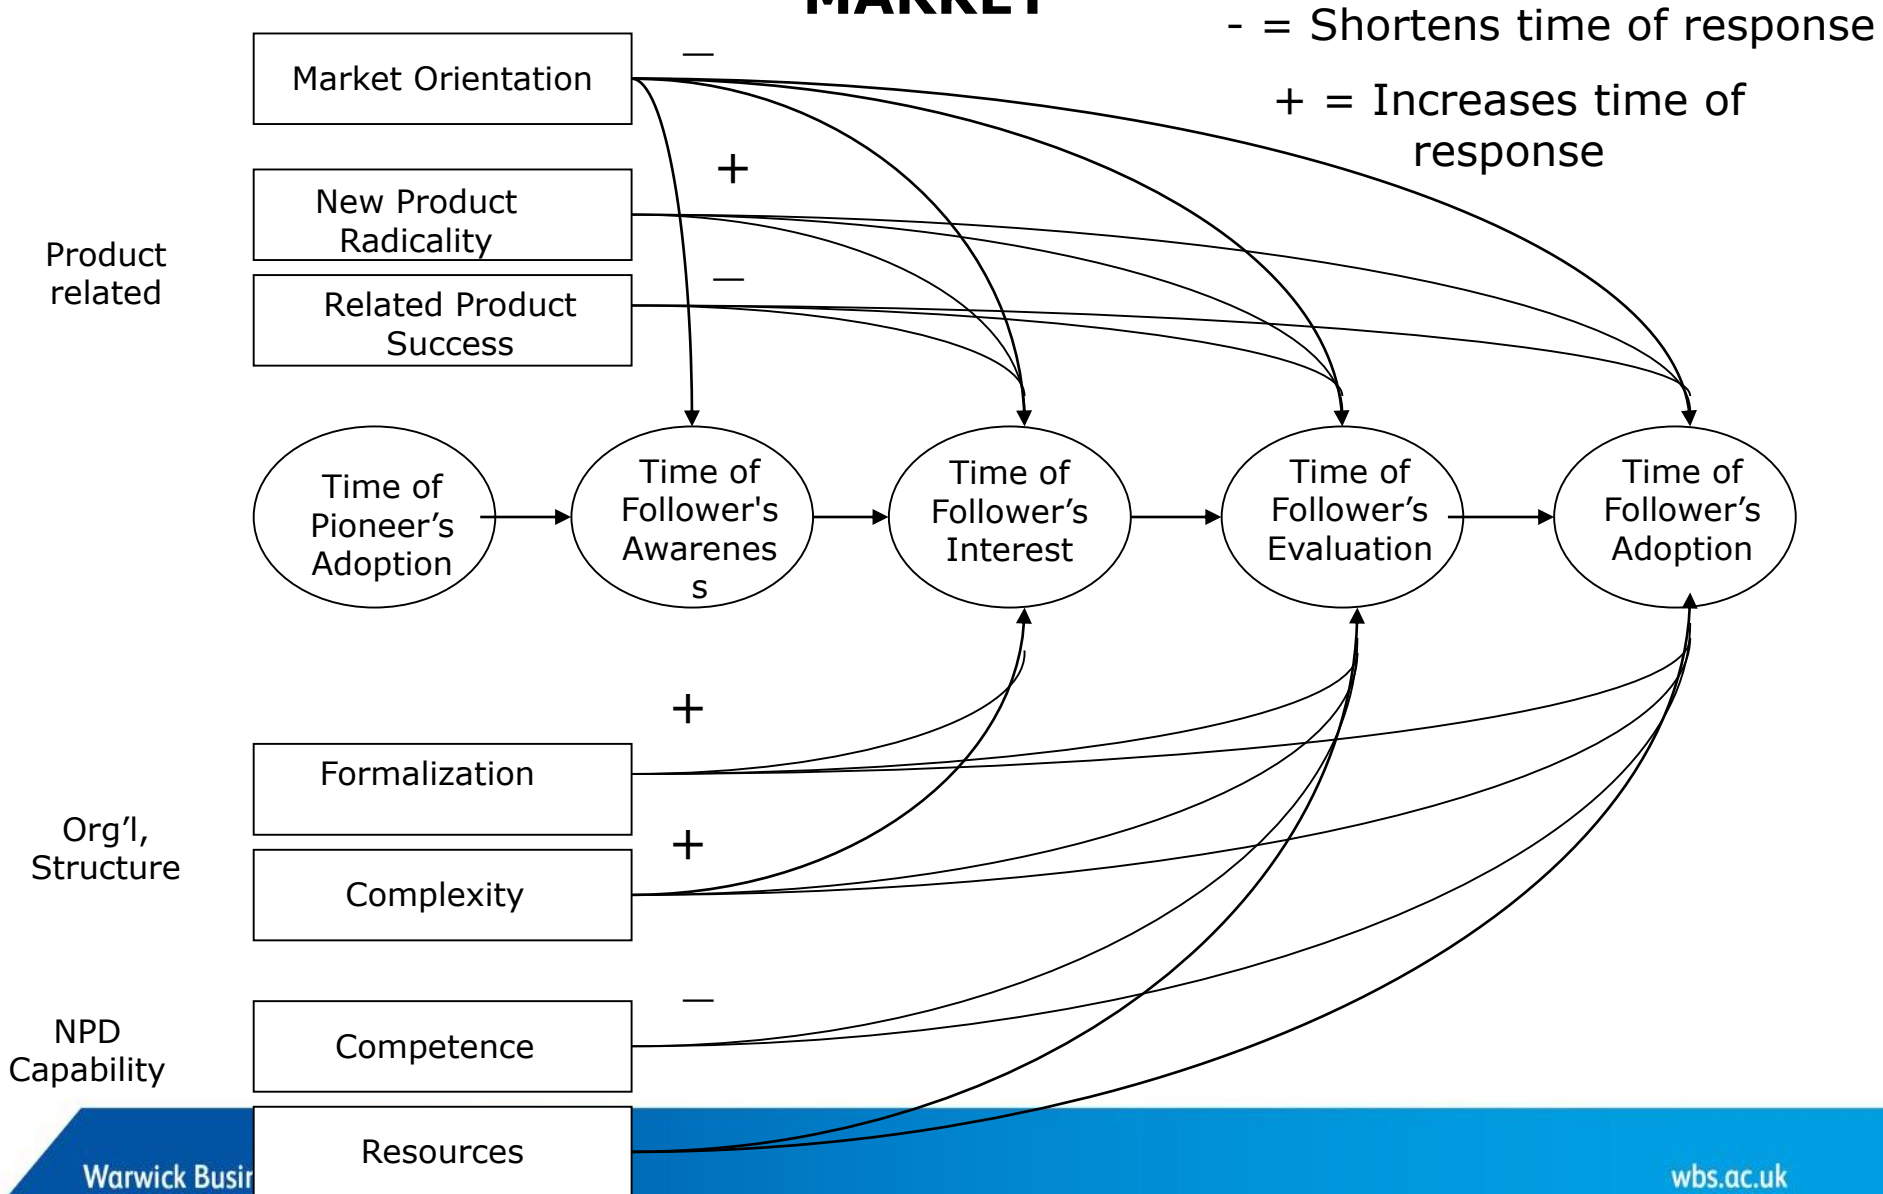 MARKET
- = Shortens time of response
+ = Increases time of
response
Market Orientation
–
+
New Product
Radicality
Product
related
–
Related Product
Success
Time of
Pioneer’s
Adoption
Time of
Follower's
Awarenes
s
Time of
Follower’s
Interest
Time of
Follower’s
Evaluation
Time of
Follower’s
Adoption
+
Formalization
Org’l,
Structure
+
Complexity
–
NPD
Capability
Competence
Resources
Warwick
wbs.ac.uk